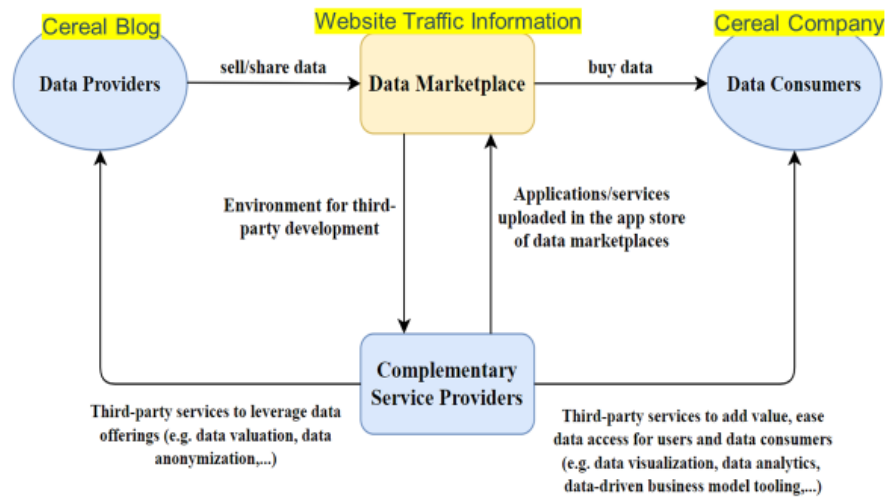 Cereal Blog
Website Traffic Information
Cereal Company
Data Providers
sell/share data
Data Marketplace
buy data
Data Consumers
Environment for third-
party development
Applications/services
uploaded in the app store
of data marketplaces
Complementary
Service Providers
Third-party services to leverage data
offerings (e.g. data valuation, data
anonymization,...)
Third-party services to add value, ease
data access for users and data consumers
(e.g. data visualization, data analytics,
data-driven business model tooling,...)